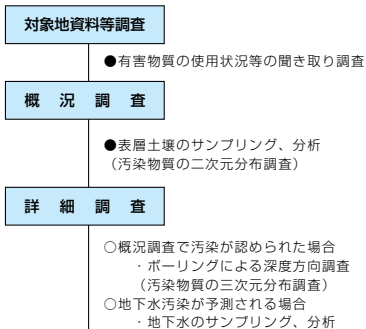 対象地資料等調査
●有害物質の使用状況等の聞き取り調査
概況調査
●表層土壌のサンプリング、分析
（汚染物質の二次元分布調査）
詳細調査
○概況調査で汚染が認められた場合
・ボーリングによる深度方向調査
（汚染物質の三次元分布調査）
○地下水汚染が予測される場合
・地下水のサンプリング、分析